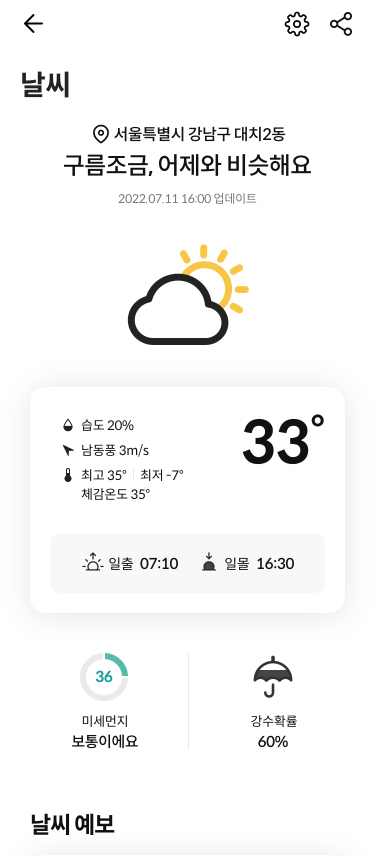 날씨
서울특별시 강남구 대치2동
구름조금, 어제와 비슷해요
2022.07.11 16:00 업데이트
습도 20%
남동풍 3m/s
최고 35° 최저 -7°
체감온도 35°
33°
일출 07:10 일몰 16:30
36
미세먼지
보통이에요
강수확률
60%
날씨 예보